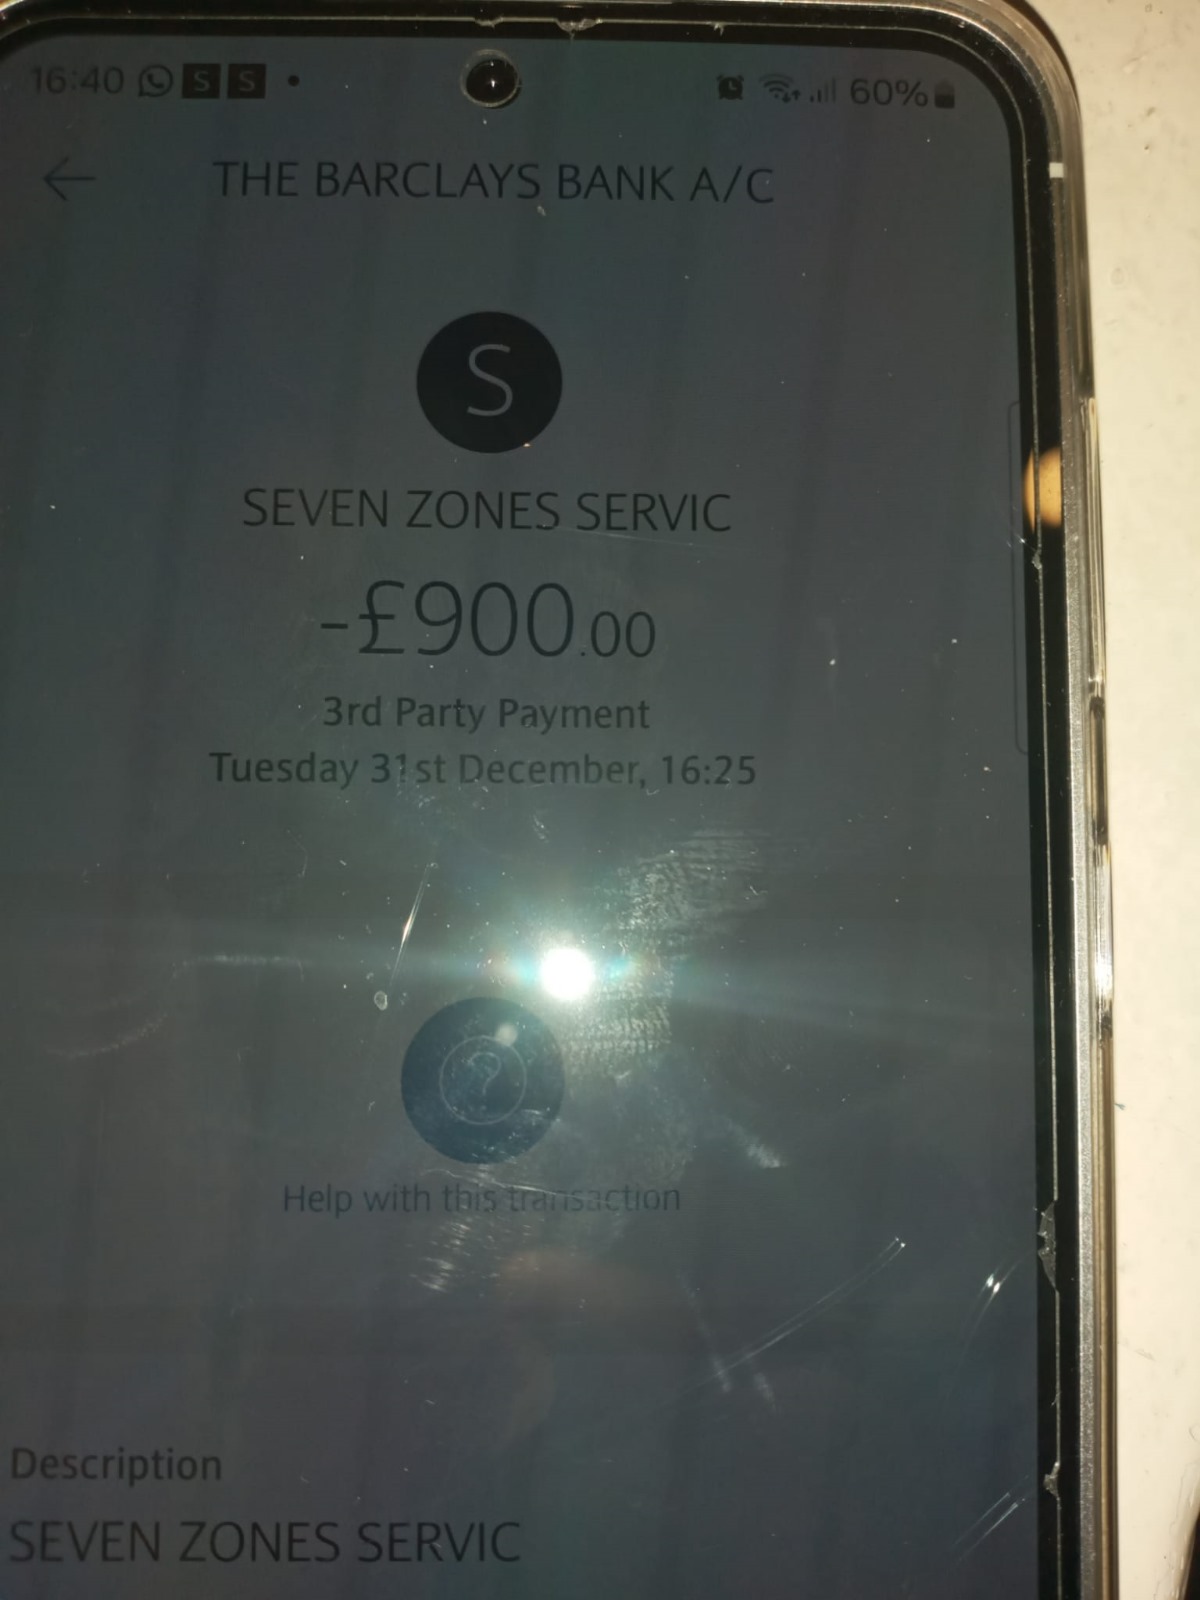 16:40 S S 60%
THE BARCLAYS BANK A/C
S
SEVEN ZONES SERVIC
-£900.00
3rd Party Payment
Tuesday 31st December, 16:25
?
Help with this transaction
Description
SEVEN ZONES SERVIC